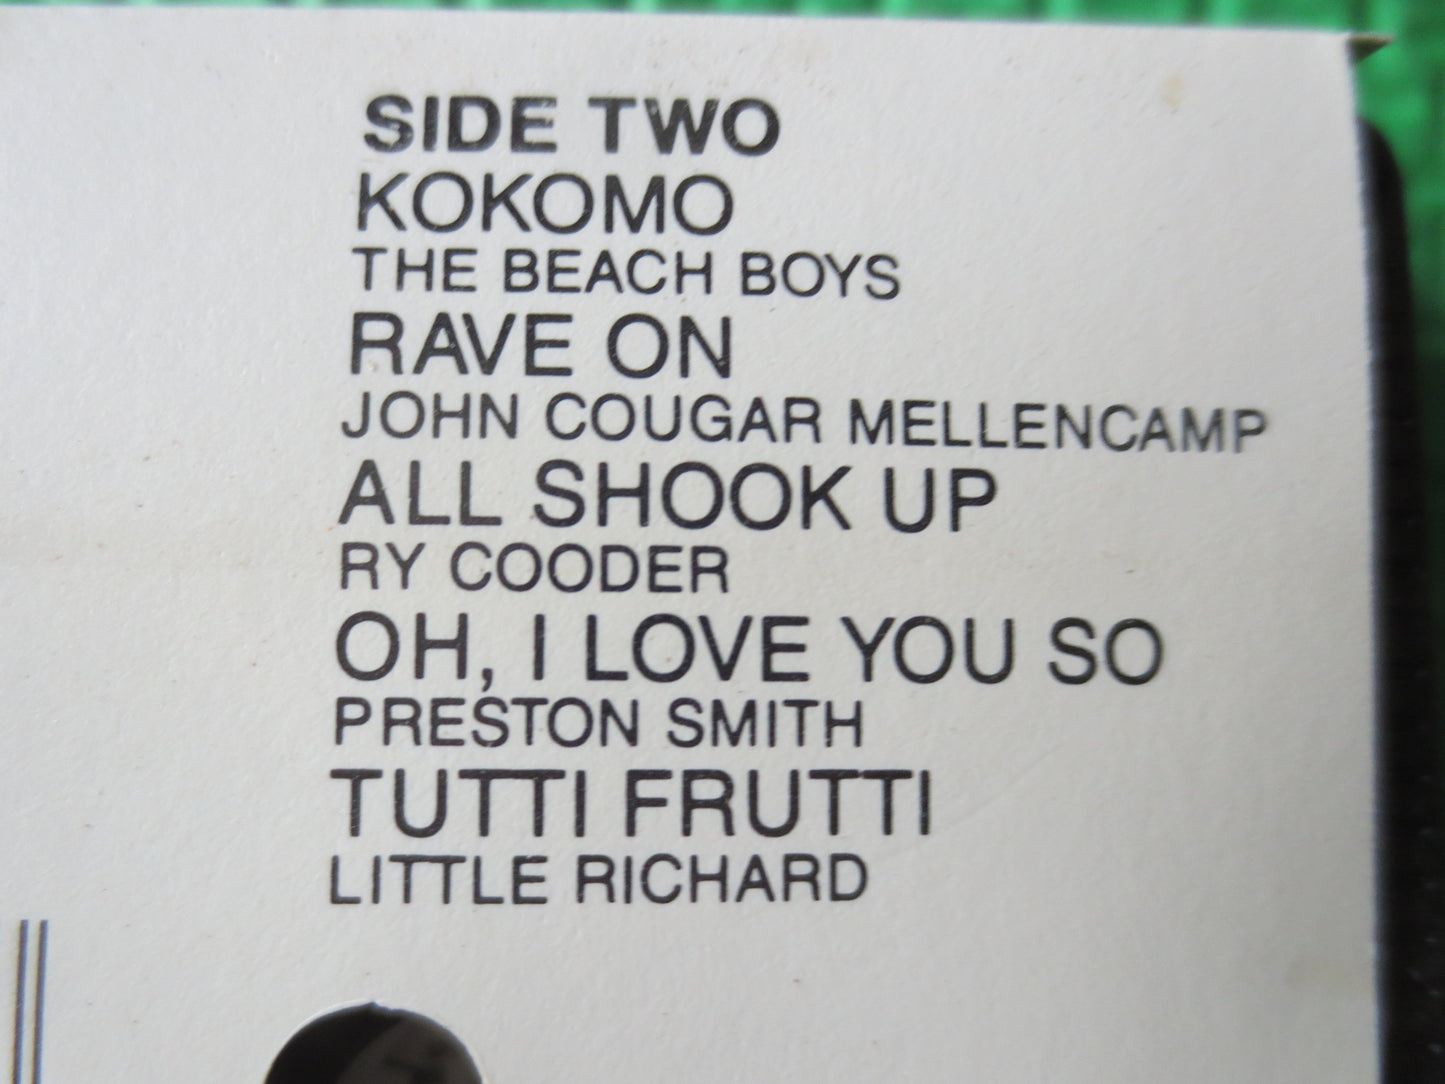 SIDE TWO
KOKOMO
THE BEACH BOYS
RAVE ON
JOHN COUGAR MELLENCAMP
ALL SHOOK UP
RY COODER
OH, I LOVE YOU SO
PRESTON SMITH
TUTTI FRUTTI
LITTLE RICHARD